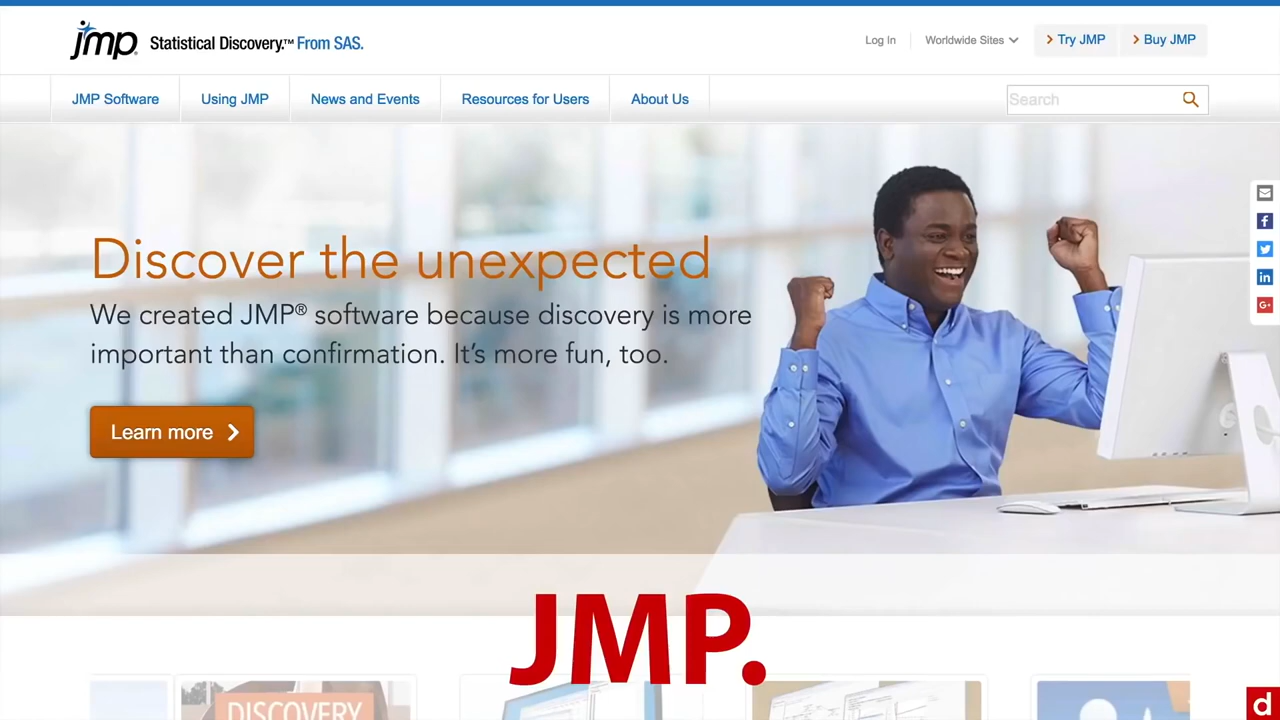 jmp Statistical Discovery.™ From SAS.
Log In
Worldwide Sites
Try JMP
Buy JMP
JMP Software
Using JMP
News and Events
Resources for Users
About Us
Search
Discover the unexpected
We created JMP® software because discovery is more
important than confirmation. It's more fun, too.
Learn more
f
in
G+
JMP.
DISCOVERY
d